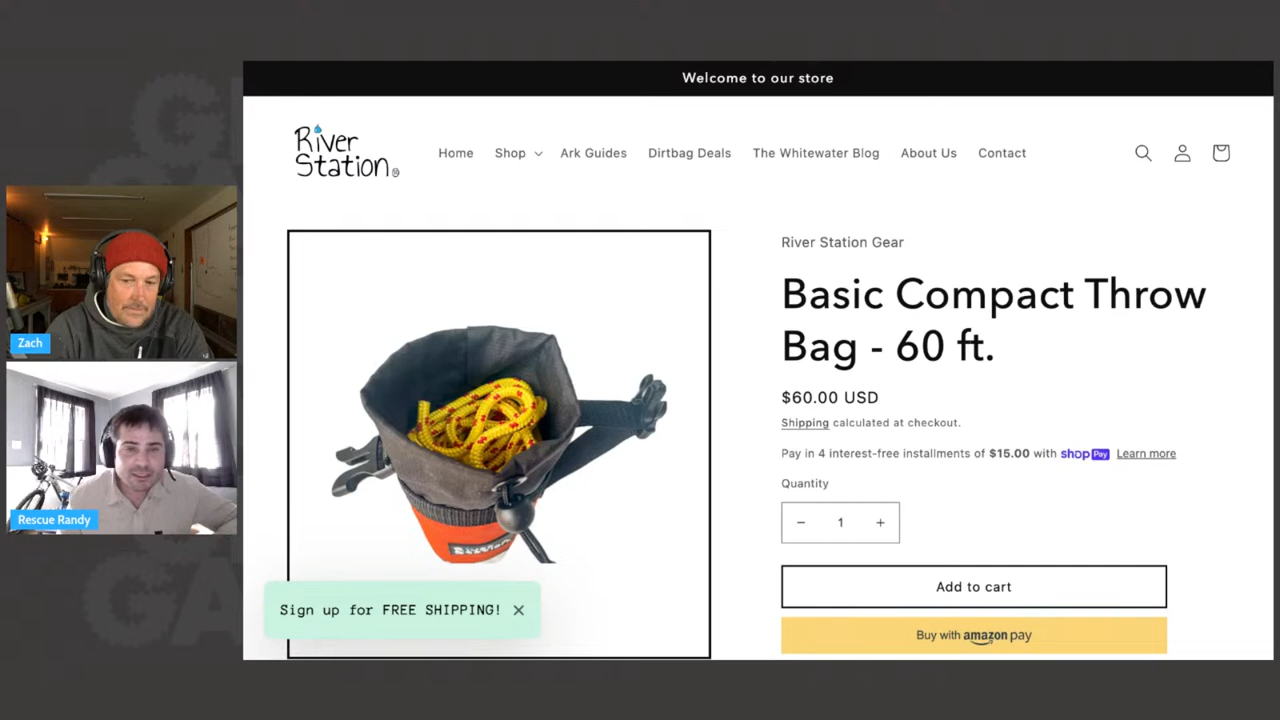 Welcome to our store
River
Station
Home Shop Ark Guides Dirtbag Deals The Whitewater Blog About Us Contact
Zach
Rescue Randy
River Station Gear
Basic Compact Throw
Bag - 60 ft.
$60.00 USD
Shipping calculated at checkout.
Pay in 4 interest-free installments of $15.00 with shop Pay Learn more
Quantity
− 1 +
Add to cart
Buy with amazon pay
Sign up for FREE SHIPPING! ✕